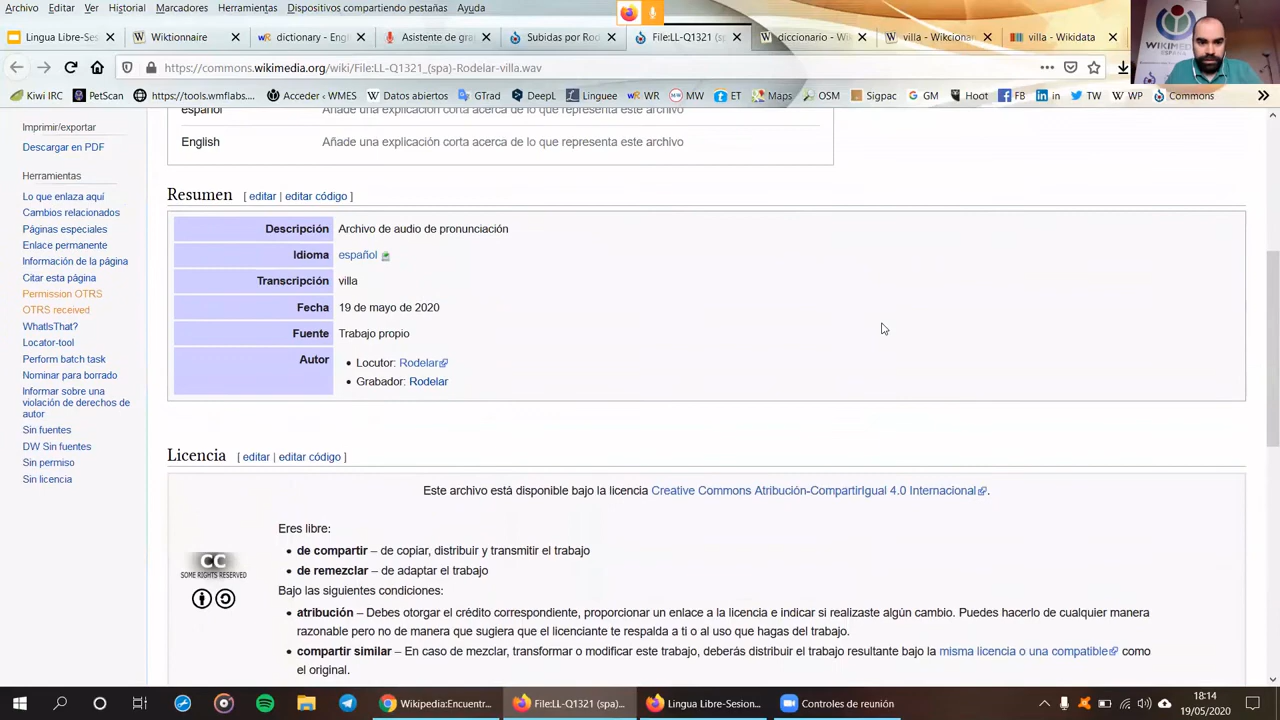 Archivo Editar Ver Historial Marcadores Herramientas Dispositivos compartiendo pestañas Ayuda
Lingua Libre-Ses
Wiktionnaire
dictionary - Engl
Asistente de gra
Subidas por Rod
File:LL-Q1321 (sp
diccionario - Wik
villa - Wikcionar
villa - Wikidata
https://commons.wikimedia.org/wiki/File:LL-Q1321_(spa)-Rodelar-villa.wav
Kiwi IRC PetScan https://tools.wmflabs... Acceder WMES Datos abiertos GTrad DeepL Linguee WR MW ET Maps OSM Sigpac GM Hoot FB in TW WP Commons
WIKIMEDIA
ESPAÑA
español Añade una explicación corta acerca de lo que representa este archivo
English Añade una explicación corta acerca de lo que representa este archivo
Imprimir/exportar
Descargar en PDF
Herramientas
Lo que enlaza aquí
Cambios relacionados
Páginas especiales
Enlace permanente
Información de la página
Citar esta página
Permission OTRS
OTRS received
WhatIsThat?
Locator-tool
Perform batch task
Nominar para borrado
Informar sobre una
violación de derechos de
autor
Sin fuentes
DW Sin fuentes
Sin permiso
Sin licencia
Resumen [ editar | editar código ]
Descripción Archivo de audio de pronunciación
Idioma español
Transcripción villa
Fecha 19 de mayo de 2020
Fuente Trabajo propio
Autor • Locutor: Rodelar
• Grabador: Rodelar
Licencia [ editar | editar código ]
Este archivo está disponible bajo la licencia Creative Commons Atribución-CompartirIgual 4.0 Internacional.
CC
SOME RIGHTS RESERVED
Eres libre:
• de compartir – de copiar, distribuir y transmitir el trabajo
• de remezclar – de adaptar el trabajo
Bajo las siguientes condiciones:
• atribución – Debes otorgar el crédito correspondiente, proporcionar un enlace a la licencia e indicar si realizaste algún cambio. Puedes hacerlo de cualquier manera
razonable pero no de manera que sugiera que el licenciante te respalda a ti o al uso que hagas del trabajo.
• compartir similar – En caso de mezclar, transformar o modificar este trabajo, deberás distribuir el trabajo resultante bajo la misma licencia o una compatible como
el original.
Wikipedia:Encuentr...
File:LL-Q1321 (spa)...
Lingua Libre-Sesion...
Controles de reunión
18:14
19/05/2020